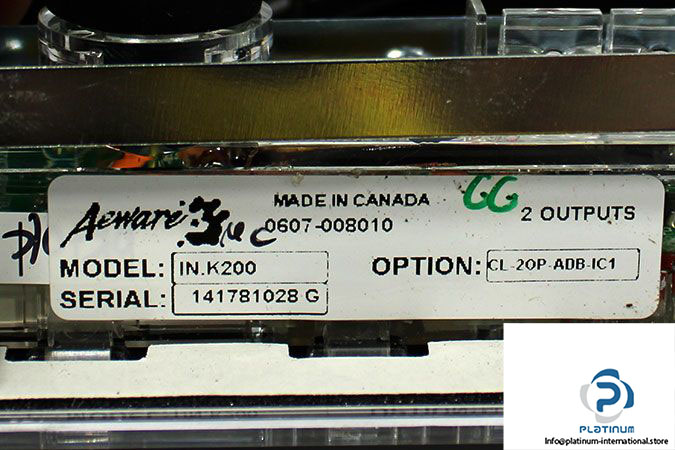 Aeware
MADE IN CANADA
GG
0607-008010
2 OUTPUTS
MODEL: IN.K200
OPTION: CL-2OP-ADB-IC1
SERIAL: 141781028 G
PLATINUM
Info@platinum-international.store